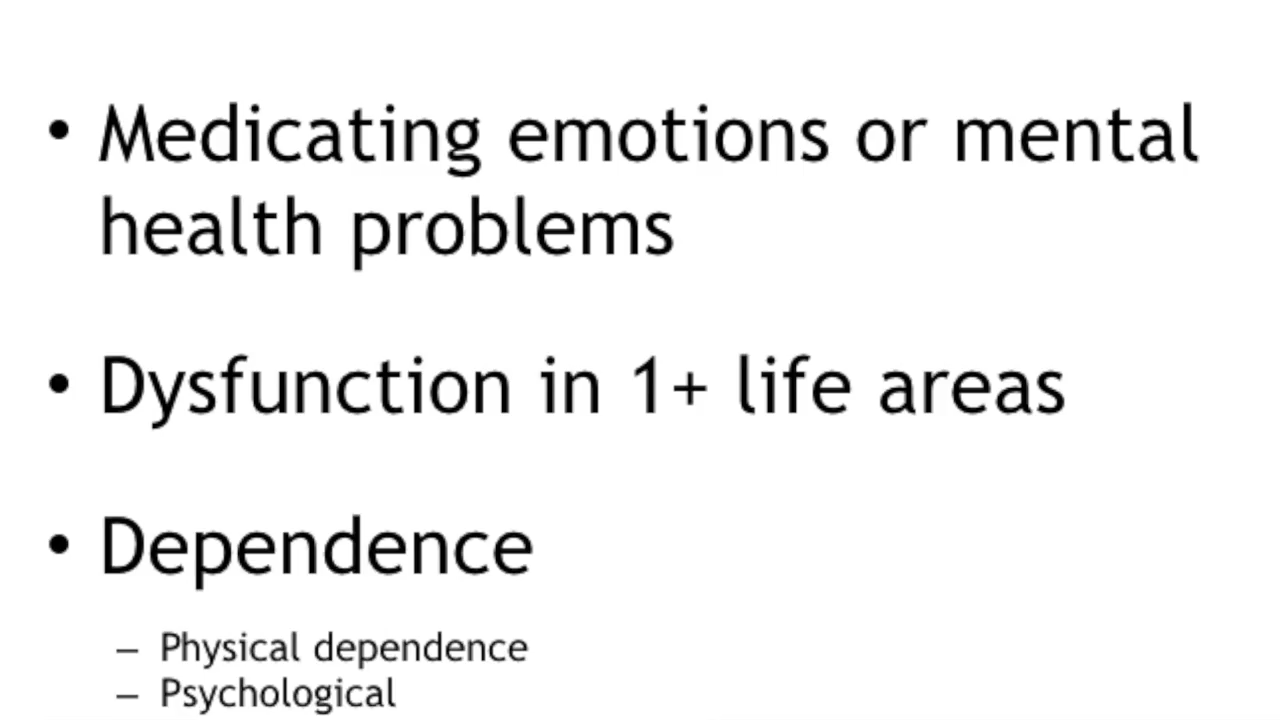 • Medicating emotions or mental
health problems
• Dysfunction in 1+ life areas
• Dependence
– Physical dependence
– Psychological